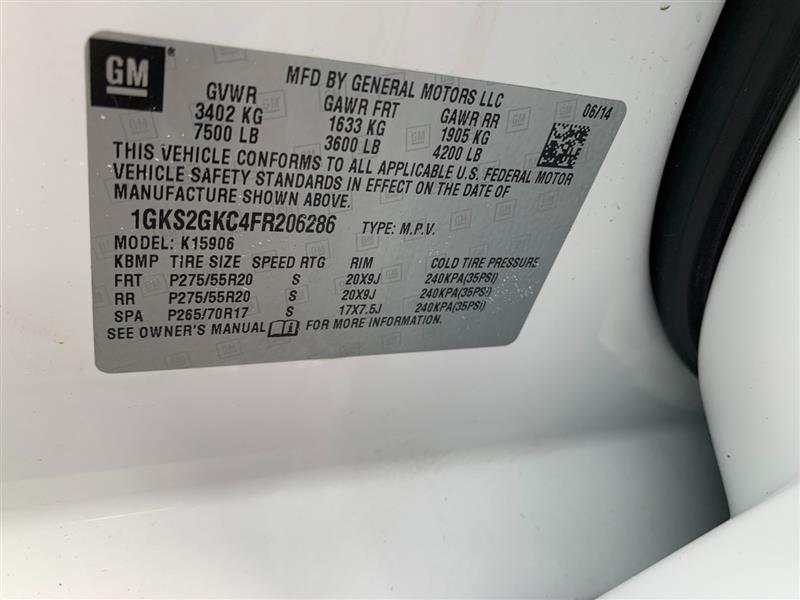 GM
MFD BY GENERAL MOTORS LLC
06/14
GVWR GAWR FRT GAWR RR
3402 KG 1633 KG 1905 KG
7500 LB 3600 LB 4200 LB
THIS VEHICLE CONFORMS TO ALL APPLICABLE U.S. FEDERAL MOTOR
VEHICLE SAFETY STANDARDS IN EFFECT ON THE DATE OF
MANUFACTURE SHOWN ABOVE.
1GKS2GKC4FR206286 TYPE: M.P.V.
MODEL: K15906
KBMP TIRE SIZE SPEED RTG RIM COLD TIRE PRESSURE
FRT P275/55R20 S 20X9J 240KPA(35PSI)
RR P275/55R20 S 20X9J 240KPA(35PSI)
SPA P265/70R17 S 17X7.5J 240KPA(35PSI)
SEE OWNER'S MANUAL FOR MORE INFORMATION.